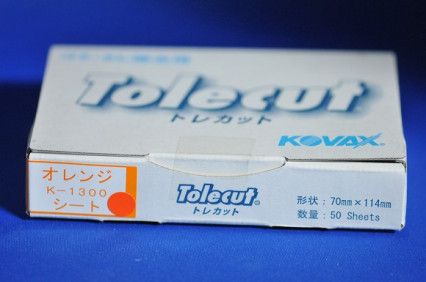 Tolecut
トレカット
KOVAX
オレンジ
K-1300
シート
Tolecut®
トレカット
形状：70mm×114mm
数量：50 Sheets